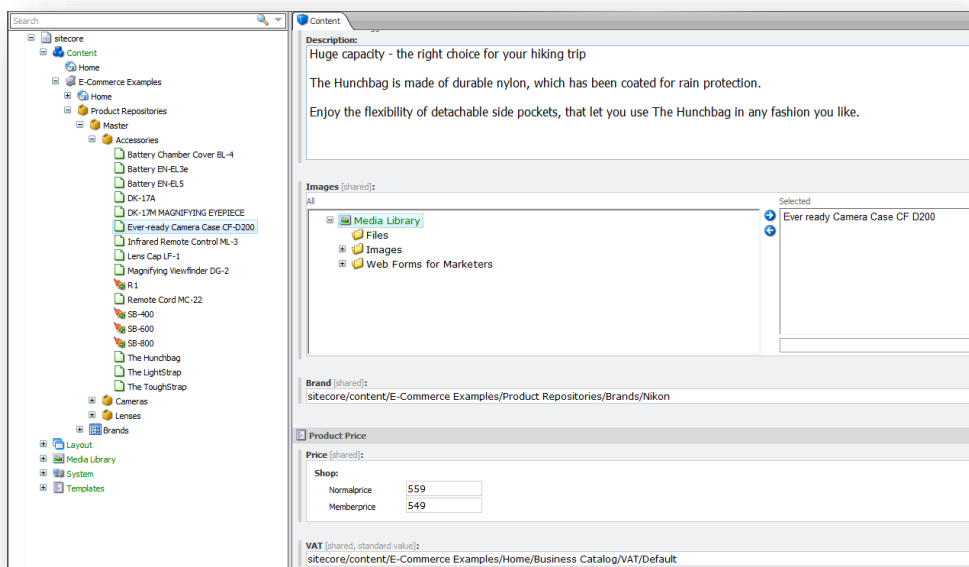 Search
sitecore
Content
Home
E-Commerce Examples
Home
Product Repositories
Master
Accessories
Battery Chamber Cover BL-4
Battery EN-EL3e
Battery EN-EL5
DK-17A
DK-17M MAGNIFYING EYEPIECE
Ever-ready Camera Case CF-D200
Infrared Remote Control ML-3
Lens Cap LF-1
Magnifying Viewfinder DG-2
R1
Remote Cord MC-22
SB-400
SB-600
SB-800
The Hunchbag
The LightStrap
The ToughStrap
Cameras
Lenses
Brands
Layout
Media Library
System
Templates
Content
Description:
Huge capacity - the right choice for your hiking trip
The Hunchbag is made of durable nylon, which has been coated for rain protection.
Enjoy the flexibility of detachable side pockets, that let you use The Hunchbag in any fashion you like.
Images [shared]:
All
Selected
Media Library
Files
Images
Web Forms for Marketers
Ever ready Camera Case CF D200
Brand [shared]:
sitecore/content/E-Commerce Examples/Product Repositories/Brands/Nikon
Product Price
Price [shared]:
Shop:
Normalprice 559
Memberprice 549
VAT [shared, standard value]:
sitecore/content/E-Commerce Examples/Home/Business Catalog/VAT/Default